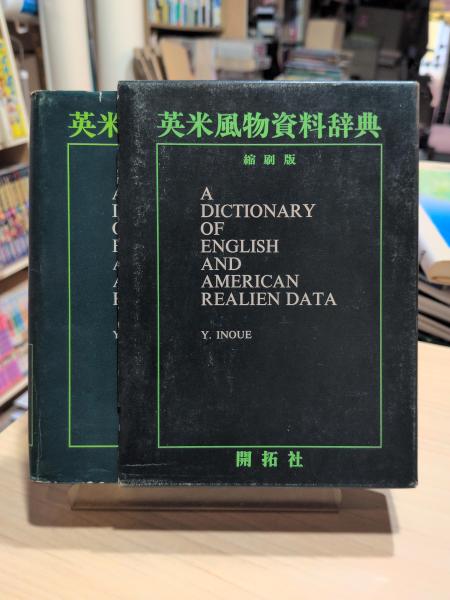 英米
英米風物資料辞典
縮刷版
A
DICTIONARY
OF
ENGLISH
AND
AMERICAN
REALIEN DATA
Y. INOUE
開拓社